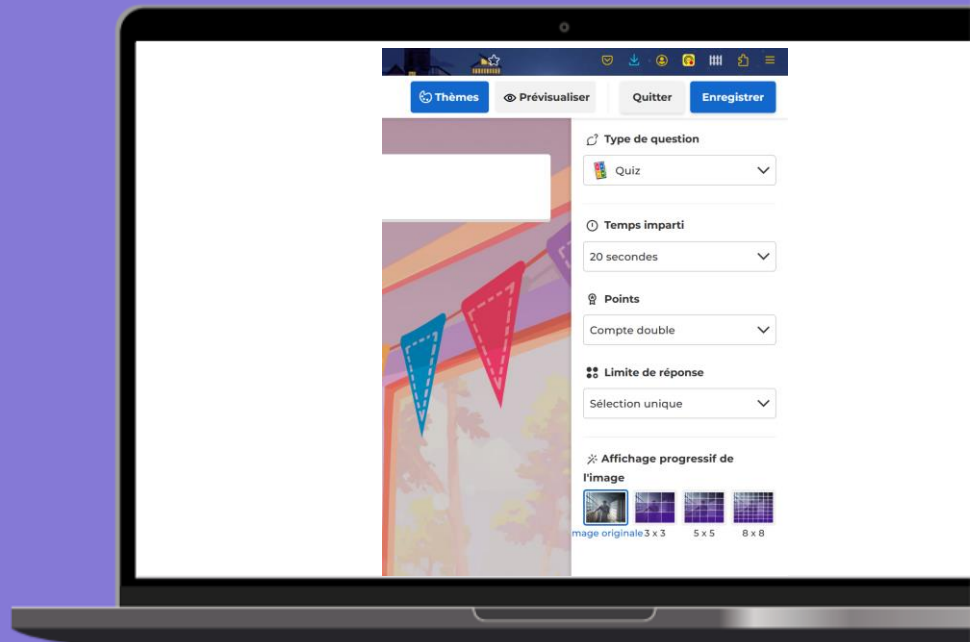 Thèmes
Prévisualiser
Quitter
Enregistrer
Type de question
Quiz
Temps imparti
20 secondes
Points
Compte double
Limite de réponse
Sélection unique
Affichage progressif de
l'image
mage originale 3 x 3 5 x 5 8 x 8